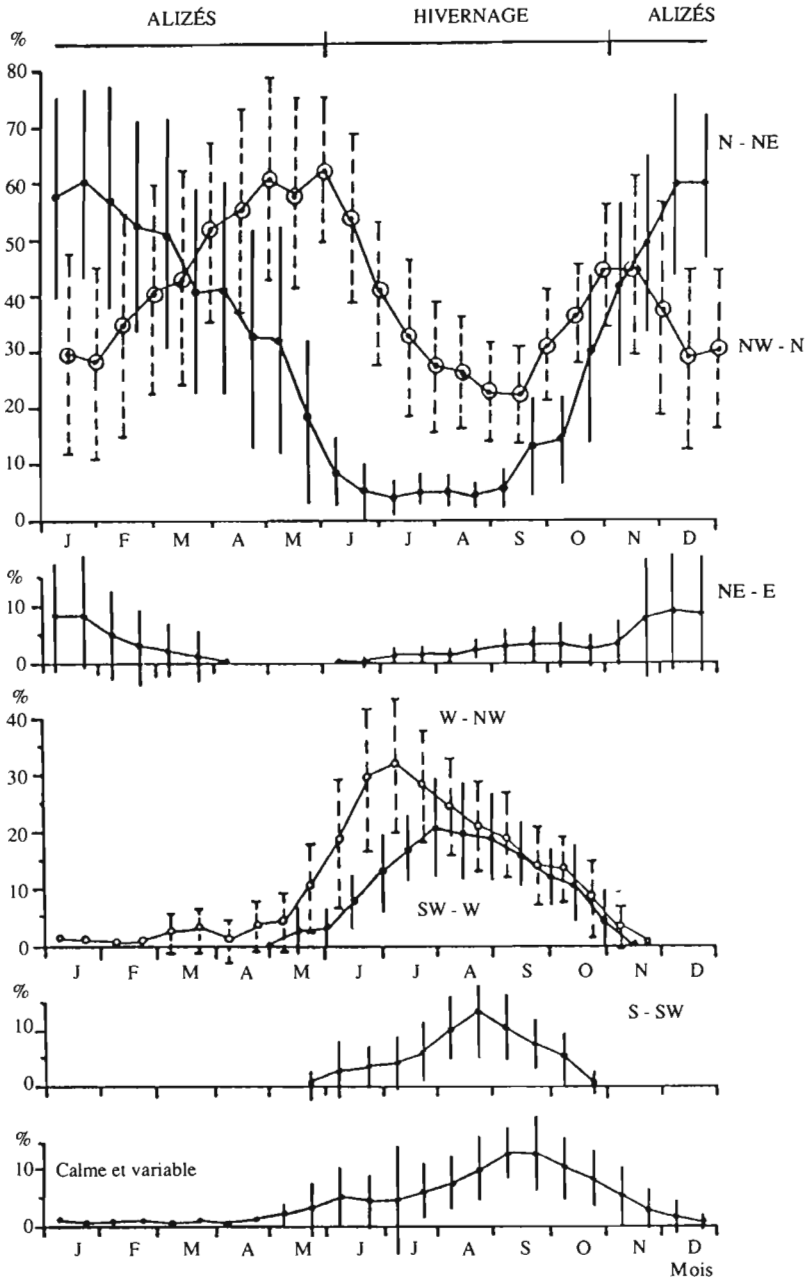 ALIZÉS HIVERNAGE ALIZÉS
%
80
70
N - NE
60
50
40
NW - N
30
20
10
0
J F M A M J J A S O N D
%
NE - E
10
0
%
40
W - NW
30
20
SW - W
10
0
J F M A M J J A S O N D
%
S - SW
10
0
%
10
Calme et variable
0
J F M A M J J A S O N D
Mois